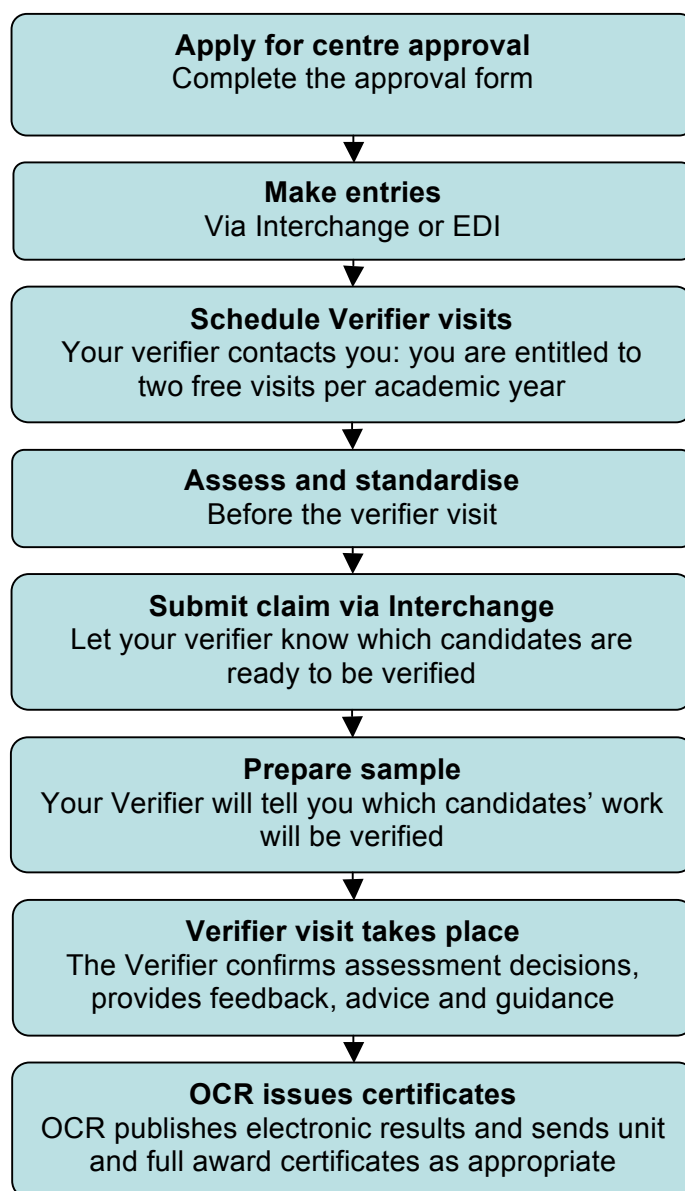 Apply for centre approval
Complete the approval form
Make entries
Via Interchange or EDI
Schedule Verifier visits
Your verifier contacts you: you are entitled to
two free visits per academic year
Assess and standardise
Before the verifier visit
Submit claim via Interchange
Let your verifier know which candidates are
ready to be verified
Prepare sample
Your Verifier will tell you which candidates’ work
will be verified
Verifier visit takes place
The Verifier confirms assessment decisions,
provides feedback, advice and guidance
OCR issues certificates
OCR publishes electronic results and sends unit
and full award certificates as appropriate